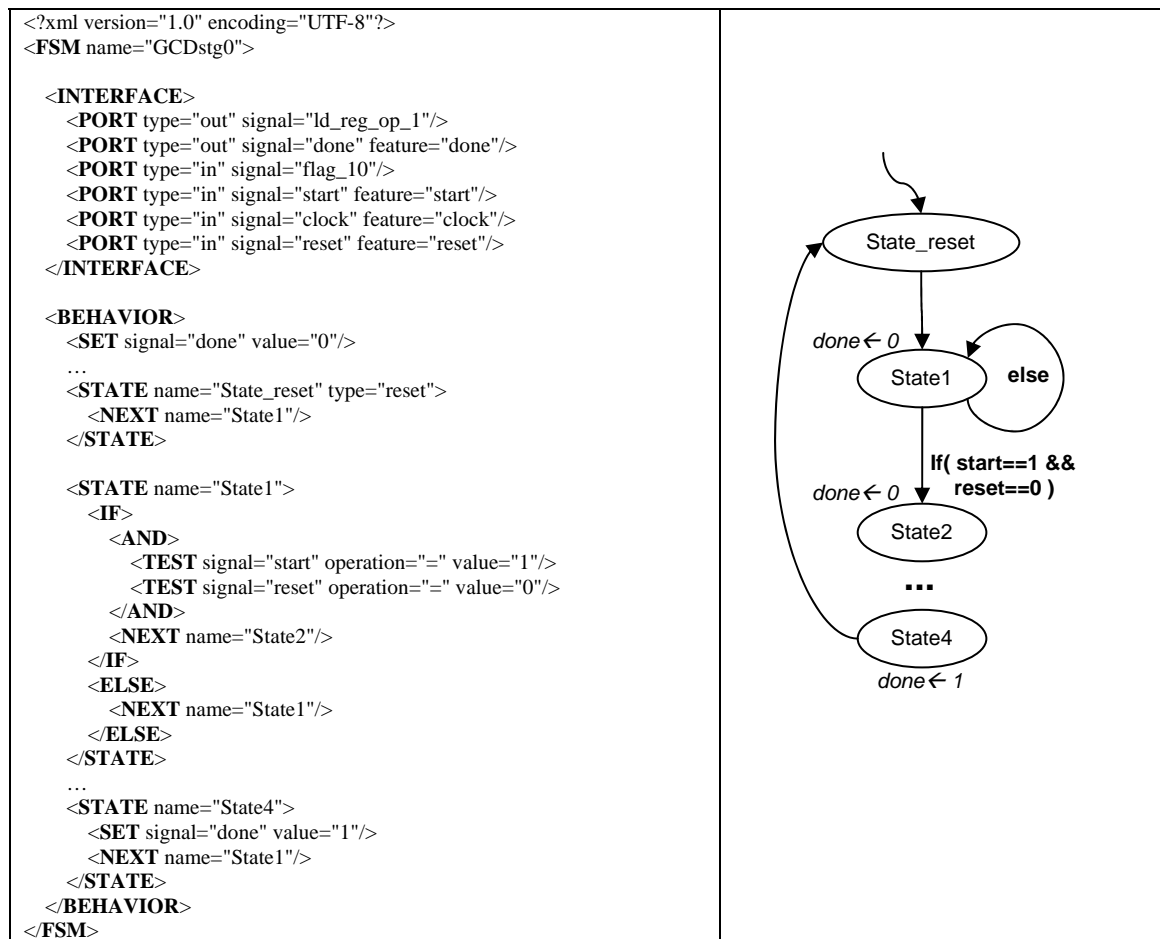 <?xml version="1.0" encoding="UTF-8"?>
<FSM name="GCDstg0">
<INTERFACE>
<PORT type="out" signal="ld_reg_op_1"/>
<PORT type="out" signal="done" feature="done"/>
<PORT type="in" signal="flag_10"/>
<PORT type="in" signal="start" feature="start"/>
<PORT type="in" signal="clock" feature="clock"/>
<PORT type="in" signal="reset" feature="reset"/>
</INTERFACE>
<BEHAVIOR>
<SET signal="done" value="0"/>
…
<STATE name="State_reset" type="reset">
<NEXT name="State1"/>
</STATE>
<STATE name="State1">
<IF>
<AND>
<TEST signal="start" operation="=" value="1"/>
<TEST signal="reset" operation="=" value="0"/>
</AND>
<NEXT name="State2"/>
</IF>
<ELSE>
<NEXT name="State1"/>
</ELSE>
</STATE>
…
<STATE name="State4">
<SET signal="done" value="1"/>
<NEXT name="State1"/>
</STATE>
</BEHAVIOR>
</FSM>
State_reset
done← 0
State1
else
If( start==1 &&
reset==0 )
done← 0
State2
...
State4
done← 1